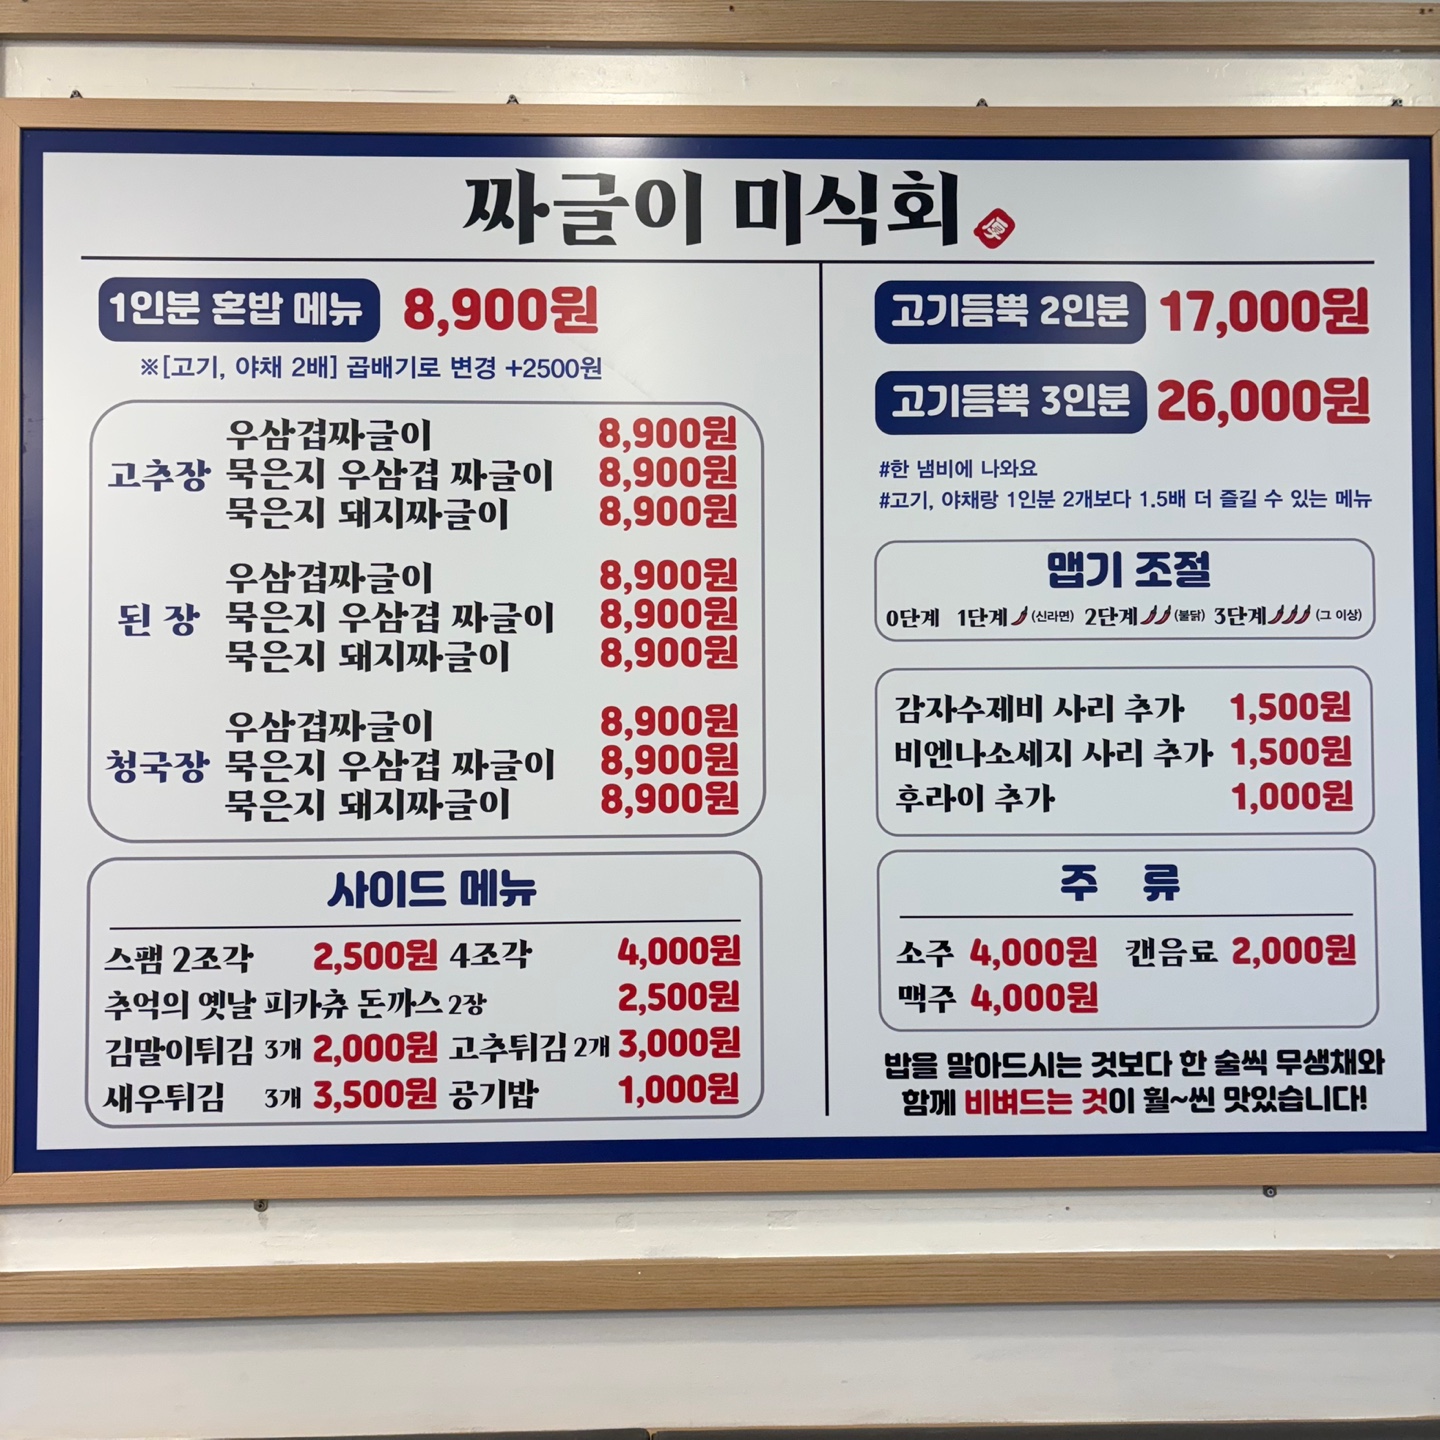 짜글이 미식회
1인분 혼밥 메뉴 8,900원
※[고기, 야채 2배] 곱배기로 변경 +2500원
고추장
우삼겹짜글이 8,900원
묵은지 우삼겹 짜글이 8,900원
묵은지 돼지짜글이 8,900원
된 장
우삼겹짜글이 8,900원
묵은지 우삼겹 짜글이 8,900원
묵은지 돼지짜글이 8,900원
청국장
우삼겹짜글이 8,900원
묵은지 우삼겹 짜글이 8,900원
묵은지 돼지짜글이 8,900원
사이드 메뉴
스팸 2조각 2,500원 4조각 4,000원
추억의 옛날 피카츄 돈까스 2장 2,500원
김말이튀김 3개 2,000원 고추튀김 2개 3,000원
새우튀김 3개 3,500원 공기밥 1,000원
고기듬뿍 2인분 17,000원
고기듬뿍 3인분 26,000원
#한 냄비에 나와요
#고기, 야채랑 1인분 2개보다 1.5배 더 즐길 수 있는 메뉴
맵기 조절
0단계 1단계 (신라면) 2단계 (불닭) 3단계 (그 이상)
감자수제비 사리 추가 1,500원
비엔나소세지 사리 추가 1,500원
후라이 추가 1,000원
주 류
소주 4,000원 캔음료 2,000원
맥주 4,000원
밥을 말아드시는 것보다 한 술씩 무생채와
함께 비벼드는 것이 훨~씬 맛있습니다!